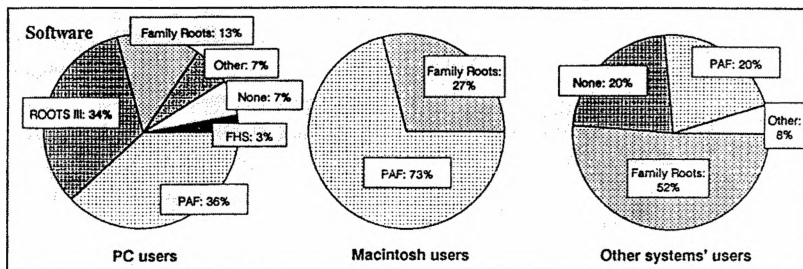 Software
Family Roots: 13%
Other: 7%
None: 7%
FHS: 3%
ROOTS III: 34%
PAF: 36%
PC users
Family Roots:
27%
PAF: 73%
Macintosh users
None: 20%
PAF: 20%
Other:
8%
Family Roots:
52%
Other systems' users